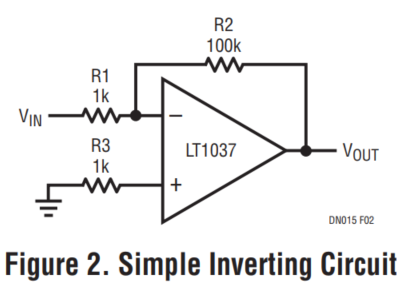 R2
100k
R1
1k
VIN
−
R3
1k
LT1037
VOUT
+
DN015 F02
Figure 2. Simple Inverting Circuit